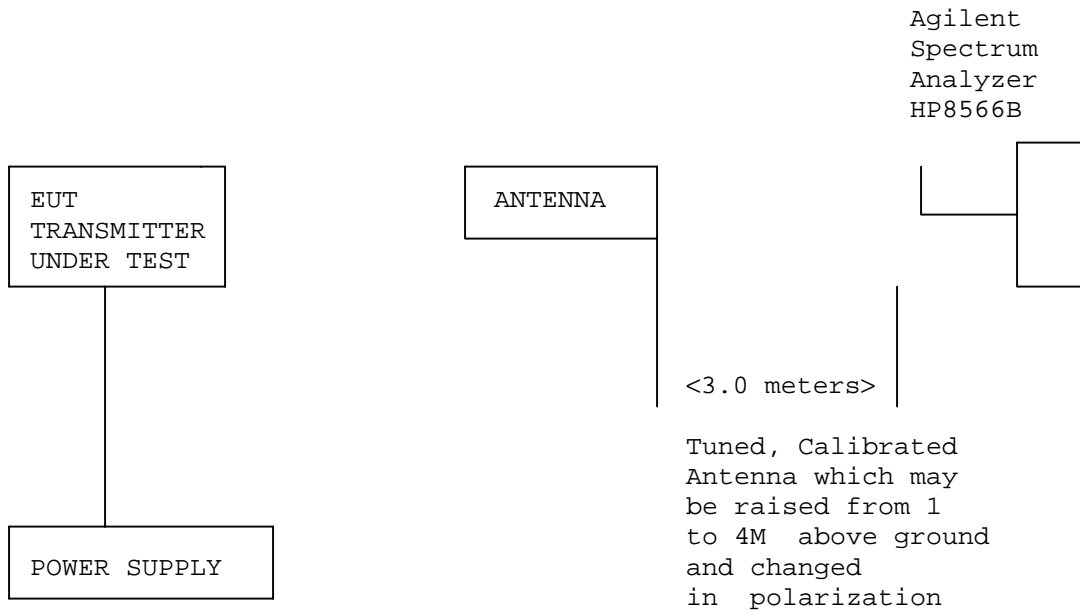 Agilent
Spectrum
Analyzer
HP8566B
EUT
TRANSMITTER
UNDER TEST
ANTENNA
<3.0 meters>
Tuned, Calibrated
Antenna which may
be raised from 1
to 4M above ground
and changed
in polarization
POWER SUPPLY